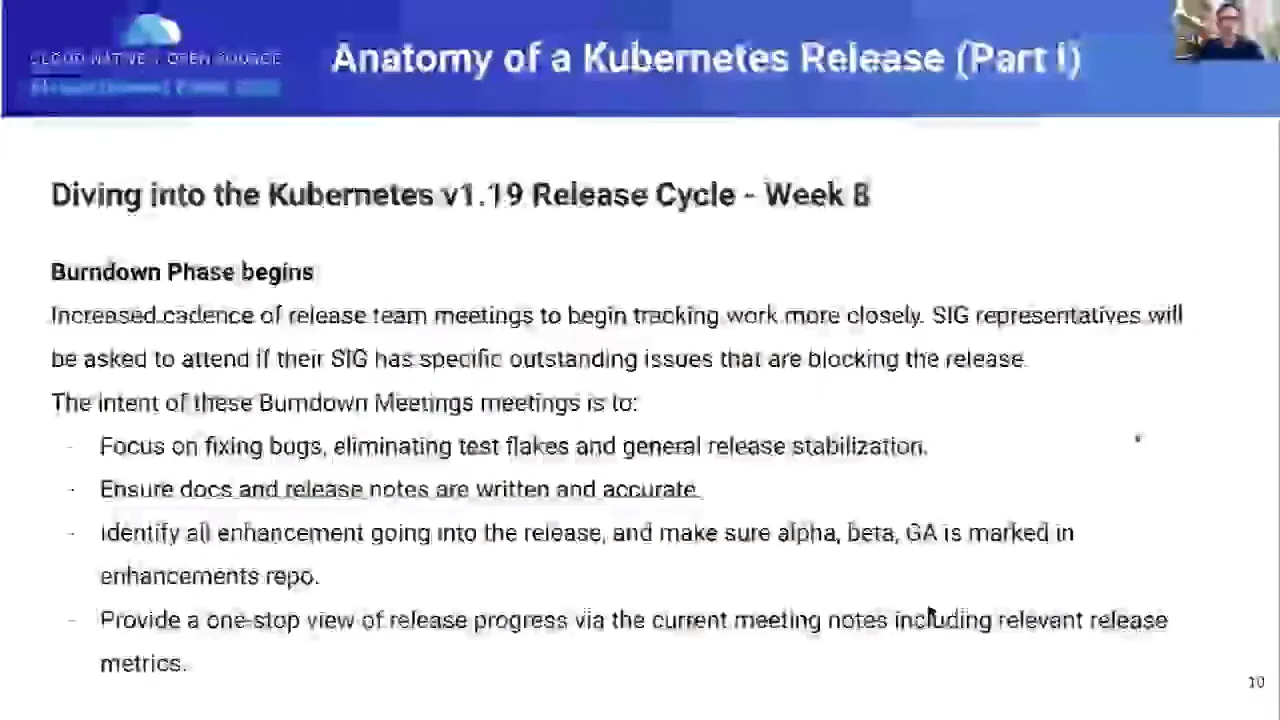 CLOUD NATIVE + OPEN SOURCE
Anatomy of a Kubernetes Release (Part I)
Diving into the Kubernetes v1.19 Release Cycle - Week 8
Burndown Phase begins
Increased cadence of release team meetings to begin tracking work more closely. SIG representatives will
be asked to attend if their SIG has specific outstanding issues that are blocking the release.
The intent of these Burndown Meetings meetings is to:
- Focus on fixing bugs, eliminating test flakes and general release stabilization.
- Ensure docs and release notes are written and accurate.
- Identify all enhancement going into the release, and make sure alpha, beta, GA is marked in
enhancements repo.
- Provide a one-stop view of release progress via the current meeting notes including relevant release
metrics.
10